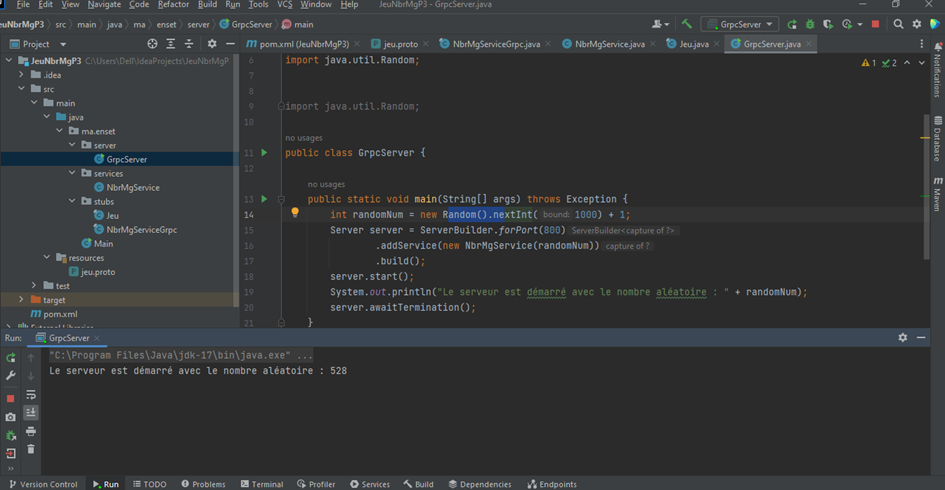 File Edit View Navigate Code Refactor Build Run Tools VCS Window Help JeuNbrMgP3 - GrpcServer.java
JeuNbrMgP3 src main java ma enset server GrpcServer main GrpcServer
Project
pom.xml (JeuNbrMgP3) jeu.proto NbrMgServiceGrpc.java NbrMgService.java Jeu.java GrpcServer.java
JeuNbrMgP3 C:\Users\Dell\IdeaProjects\JeuNbrMgP
.idea
src
main
java
ma.enset
server
GrpcServer
services
NbrMgService
stubs
Jeu
NbrMgServiceGrpc
Main
resources
jeu.proto
test
target
pom.xml
External Libraries
1 2
6 import java.util.Random;
7
8
9 import java.util.Random;
10
no usages
11 public class GrpcServer {
12
no usages
13 public static void main(String[] args) throws Exception {
14 int randomNum = new Random().nextInt( bound: 1000) + 1;
15 Server server = ServerBuilder.forPort(800) ServerBuilder<capture of ?>
16 .addService(new NbrMgService(randomNum)) capture of ?
17 .build();
18 server.start();
19 System.out.println("Le serveur est démarré avec le nombre aléatoire : " + randomNum);
20 server.awaitTermination();
21 }
Notifications
Database
Maven
Run: GrpcServer
"C:\Program Files\Java\jdk-17\bin\java.exe" ...
Le serveur est démarré avec le nombre aléatoire : 528
Version Control Run TODO Problems Terminal Profiler Services Build Dependencies Endpoints